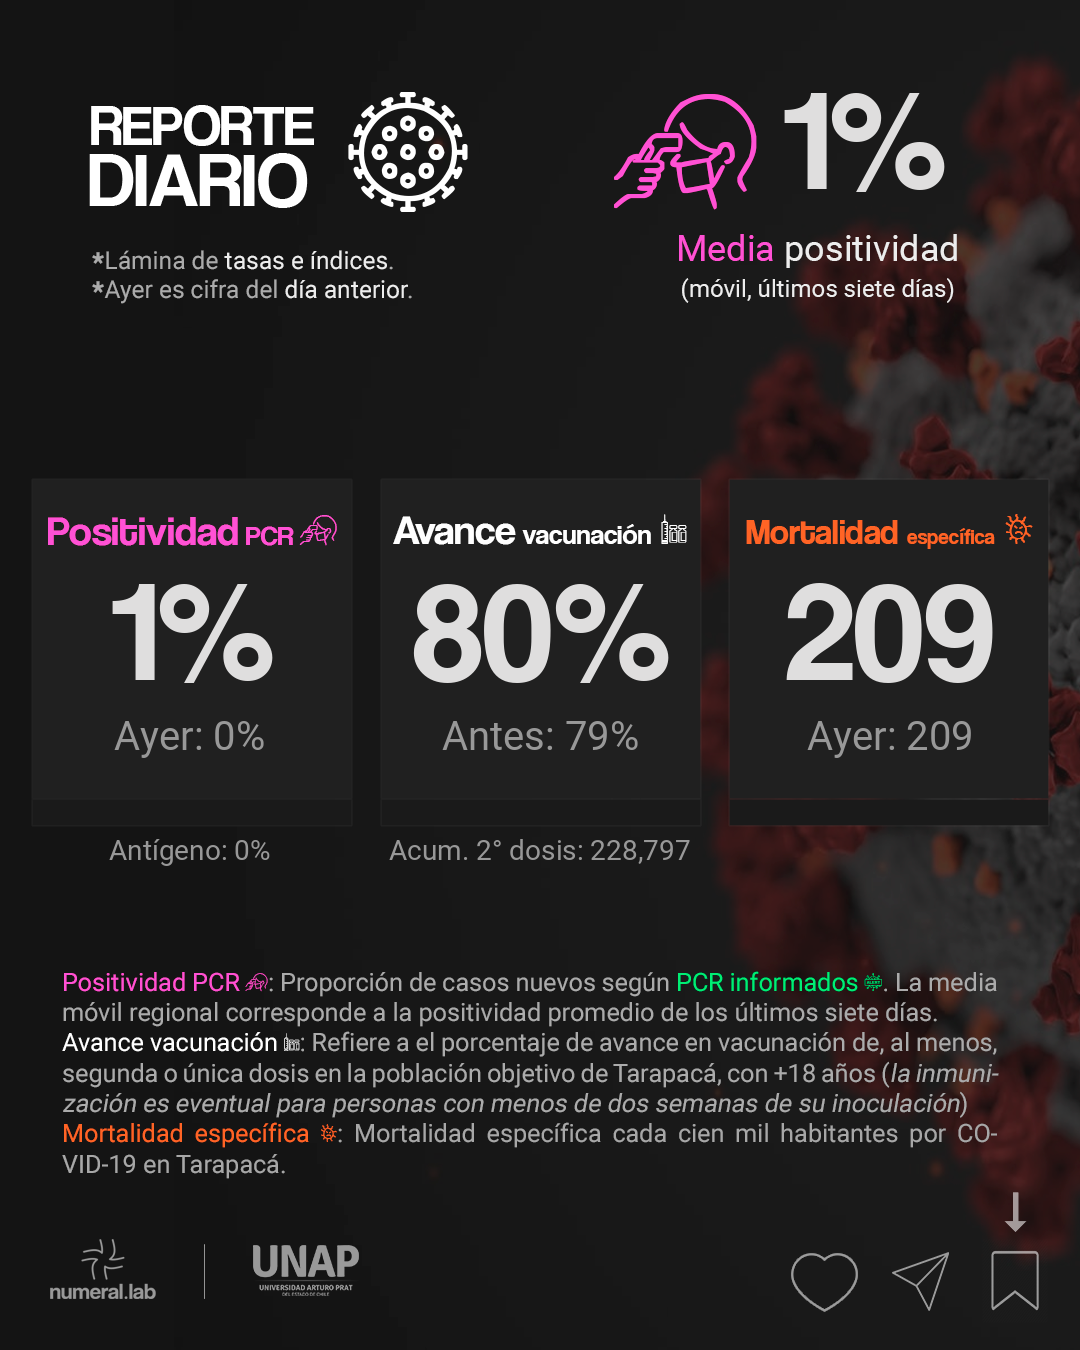 REPORTE
DIARIO
*Lámina de tasas e índices.
*Ayer es cifra del día anterior.
1%
Media positividad
(móvil, últimos siete días)
Positividad PCR
1%
Ayer: 0%
Antígeno: 0%
Avance vacunación
80%
Antes: 79%
Acum. 2° dosis: 228,797
Mortalidad específica
209
Ayer: 209
Positividad PCR : Proporción de casos nuevos según PCR informados . La media
móvil regional corresponde a la positividad promedio de los últimos siete días.
Avance vacunación : Refiere a el porcentaje de avance en vacunación de, al menos,
segunda o única dosis en la población objetivo de Tarapacá, con +18 años (la inmuni-
zación es eventual para personas con menos de dos semanas de su inoculación)
Mortalidad específica : Mortalidad específica cada cien mil habitantes por CO-
VID-19 en Tarapacá.
numeral.lab
UNAP
UNIVERSIDAD ARTURO PRAT
DEL ESTADO DE CHILE